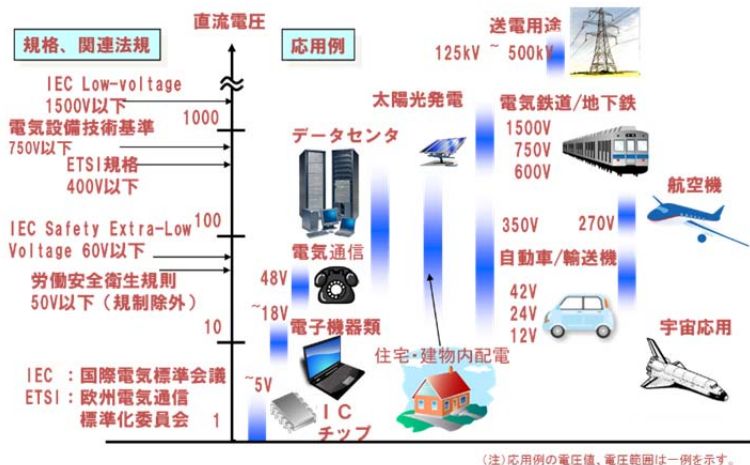 直流電圧
規格、関連法規
応用例
IEC Low-voltage
1500V以下
電気設備技術基準
750V以下
ETSI規格
400V以下
IEC Safety Extra-Low
Voltage 60V以下
労働安全衛生規則
50V以下（規制除外）
IEC ：国際電気標準会議
ETSI：欧州電気通信
標準化委員会
1000
100
10
1
送電用途
125kV ~ 500kV
太陽光発電
電気鉄道/地下鉄
1500V
750V
600V
データセンタ
航空機
350V
270V
電気通信
48V
自動車/輸送機
42V
24V
12V
~18V
電子機器類
住宅・建物内配電
宇宙応用
~5V
IC
チップ
(注)応用例の電圧値、電圧範囲は一例を示す。